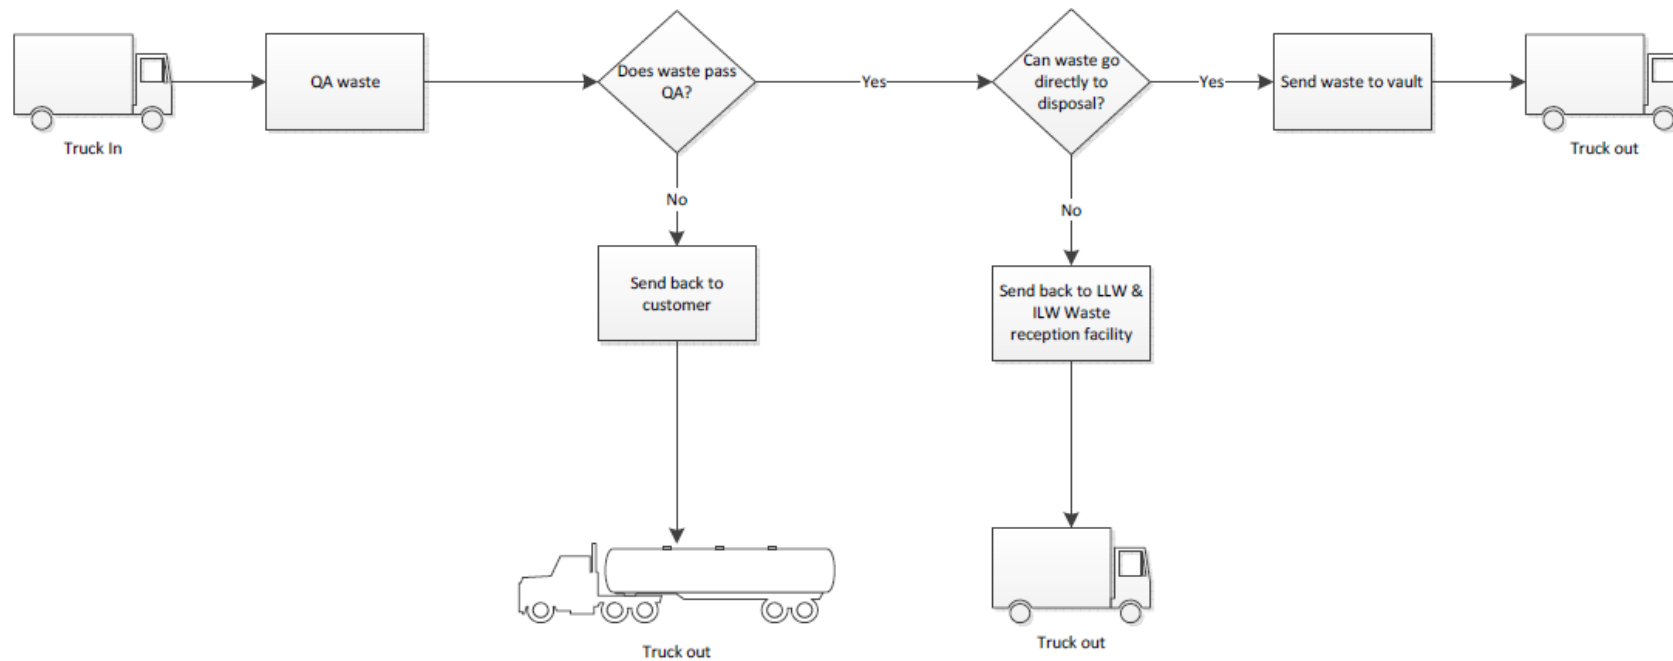 Truck In
QA waste
Does waste pass
QA?
Yes
Can waste go
directly to
disposal?
Yes
Send waste to vault
Truck out
No
Send back to
customer
Truck out
No
Send back to LLW &
ILW Waste
reception facility
Truck out